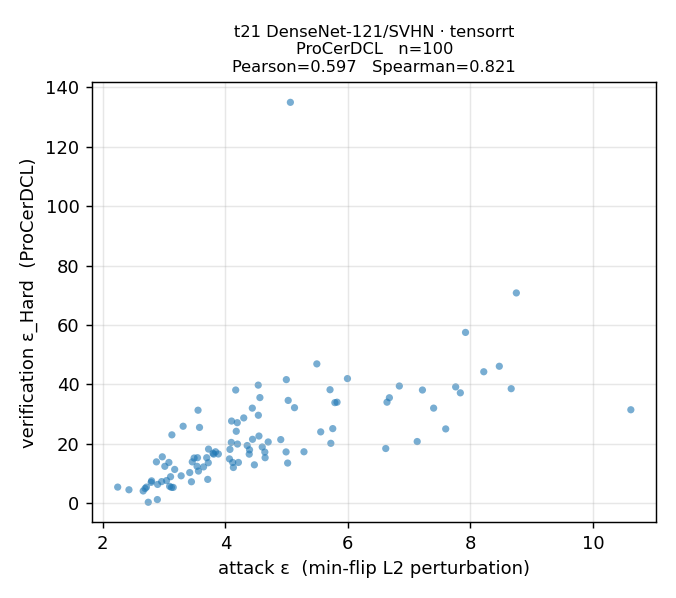 t21 DenseNet-121/SVHN · tensorrt
ProCerDCL   n=100
Pearson=0.597   Spearman=0.821
140
120
100
80
60
40
20
0
verification ε_Hard  (ProCerDCL)
2
4
6
8
10
attack ε  (min-flip L2 perturbation)